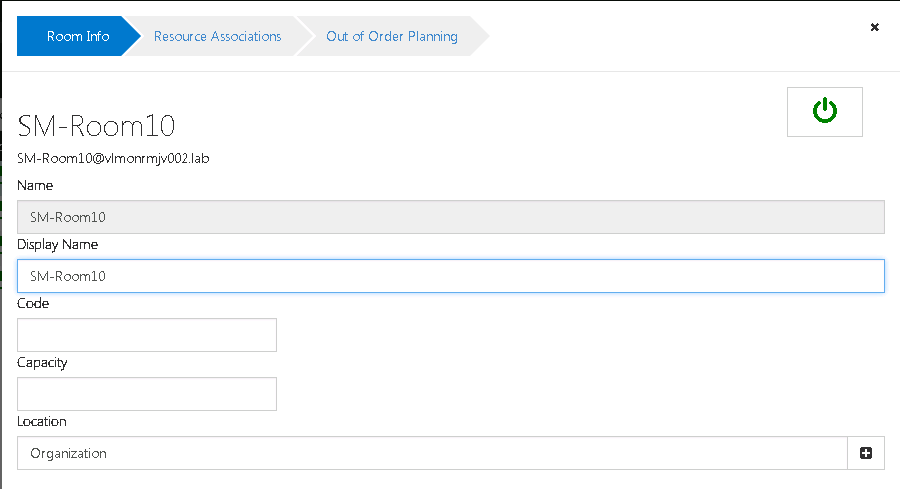 Room Info
Resource Associations
Out of Order Planning
SM-Room10
SM-Room10@vlmonrmjv002.lab
Name
SM-Room10
Display Name
SM-Room10
Code
Capacity
Location
Organization